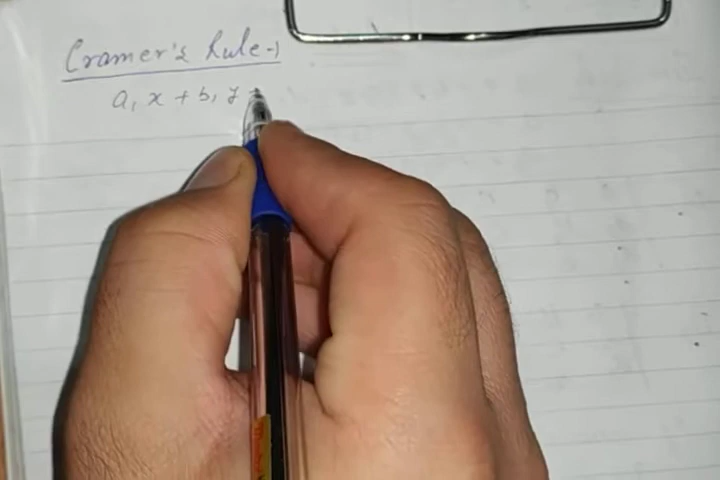 Cramer's Rule-1
a₁ x + b₁ y